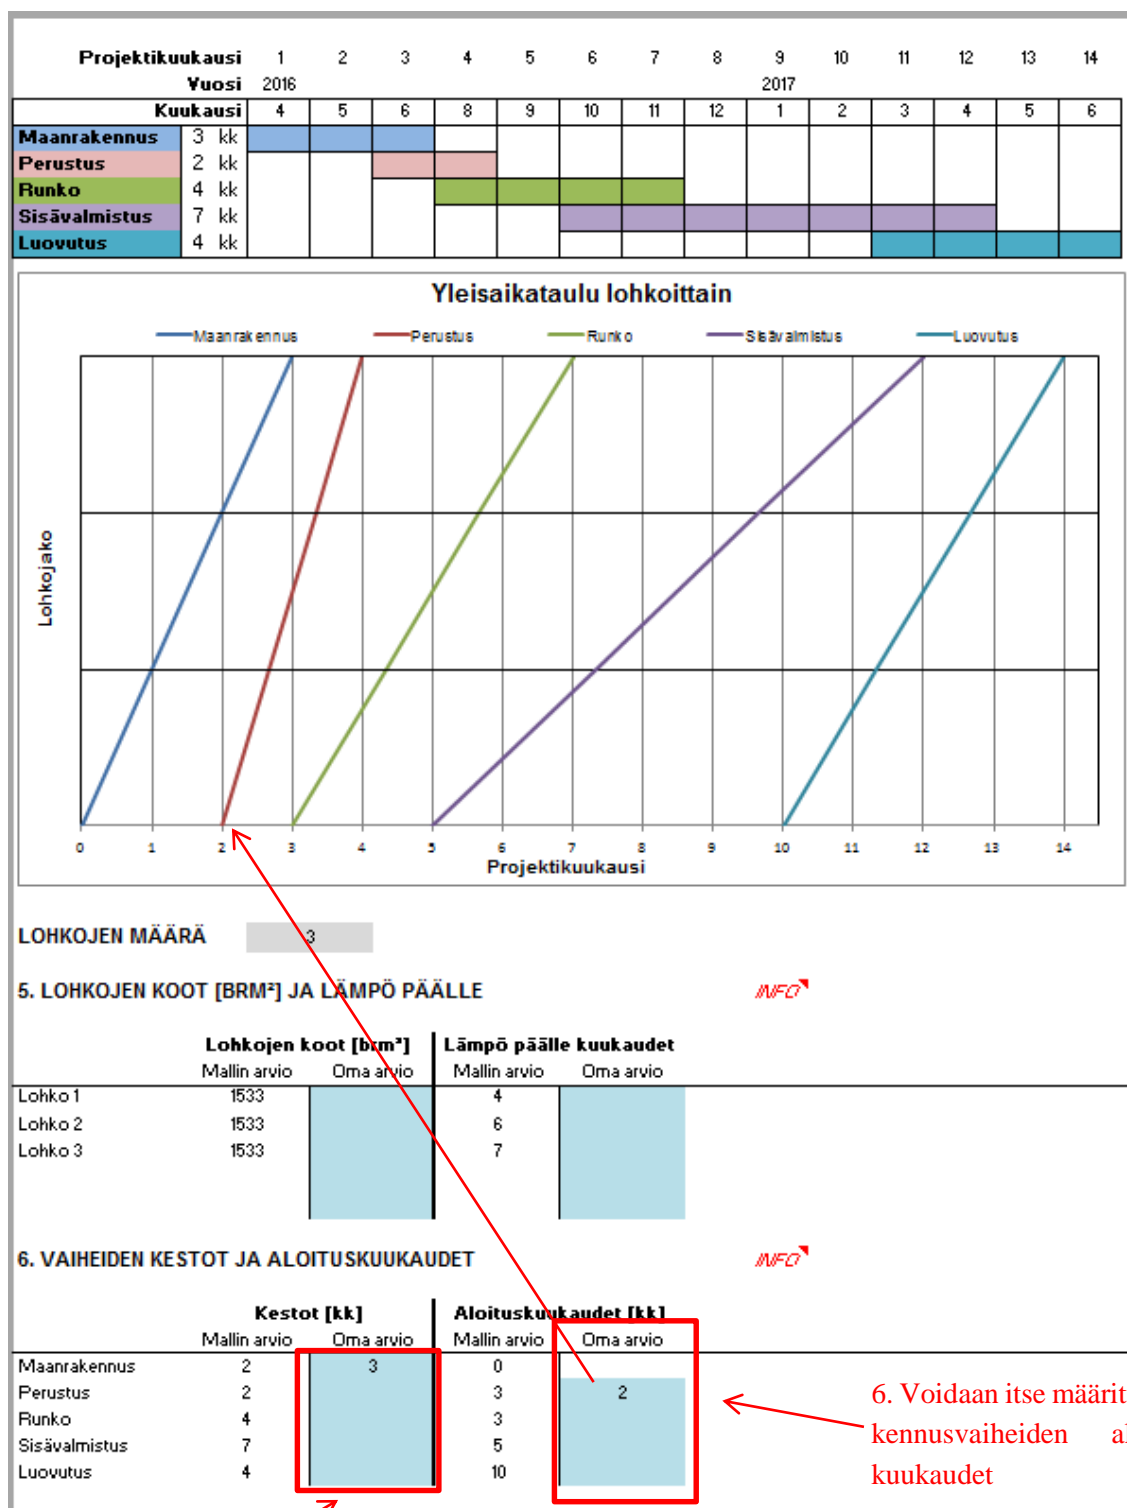 Projektikuukausi 1 2 3 4 5 6 7 8 9 10 11 12 13 14
Vuosi 2016 2017
Kuukausi 4 5 6 8 9 10 11 12 1 2 3 4 5 6
Maanrakennus 3 kk
Perustus 2 kk
Runko 4 kk
Sisävalmistus 7 kk
Luovutus 4 kk
Yleisaikataulu lohkoittain
Maanrakennus Perustus Runko Sisävalmistus Luovutus
Lohkojako
0 1 2 3 4 5 6 7 8 9 10 11 12 13 14
Projektikuukausi
LOHKOJEN MÄÄRÄ 3
5. LOHKOJEN KOOT [BRM²] JA LÄMPÖ PÄÄLLE INFO
Lohkojen koot [brm²] Lämpö päälle kuukaudet
Mallin arvio Oma arvio Mallin arvio Oma arvio
Lohko 1 1533 4
Lohko 2 1533 6
Lohko 3 1533 7
6. VAIHEIDEN KESTOT JA ALOITUSKUUKAUDET INFO
Kestot [kk] Aloituskuukaudet [kk]
Mallin arvio Oma arvio Mallin arvio Oma arvio
Maanrakennus 2 3 0
Perustus 2 3 2
Runko 4 3
Sisävalmistus 7 5
Luovutus 4 10
6. Voidaan itse määrit
kennusvaiheiden al
kuukaudet